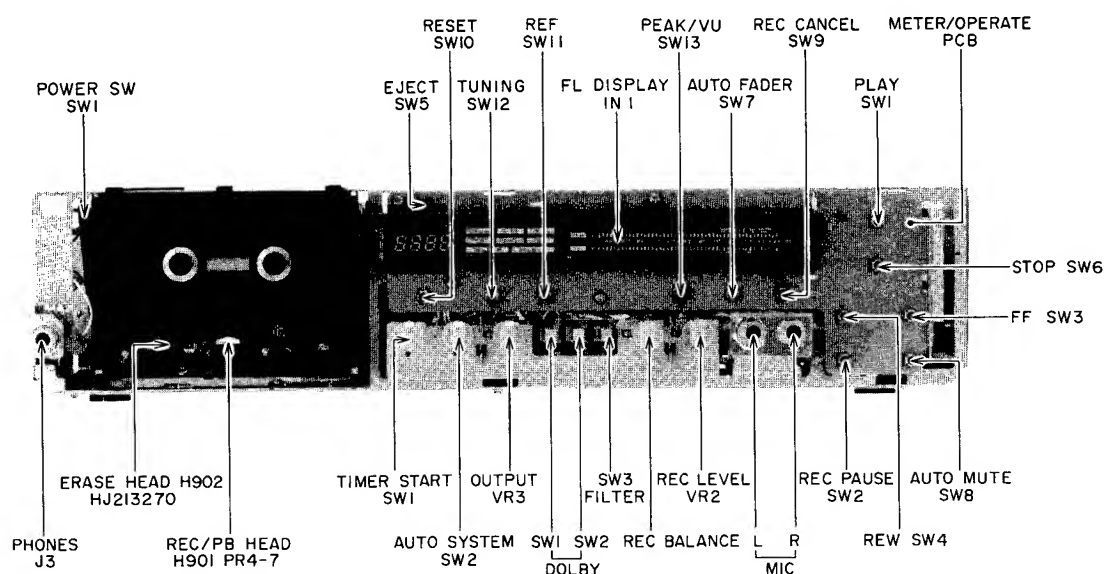 RESET
SW10
REF
SW11
PEAK/VU
SW13
REC CANCEL
SW9
METER/OPERATE
PCB
POWER SW
SW1
EJECT
SW5
TUNING
SW12
FL DISPLAY
IN 1
AUTO FADER
SW7
PLAY
SW1
STOP SW6
FF SW3
ERASE HEAD H902
HJ213270
TIMER START
SW1
OUTPUT
VR3
SW3
FILTER
REC LEVEL
VR2
REC PAUSE
SW2
AUTO MUTE
SW8
PHONES
J3
REC/PB HEAD
H901 PR4-7
AUTO SYSTEM
SW2
SW1 SW2
DOLBY
REC BALANCE
L R
MIC
REW SW4